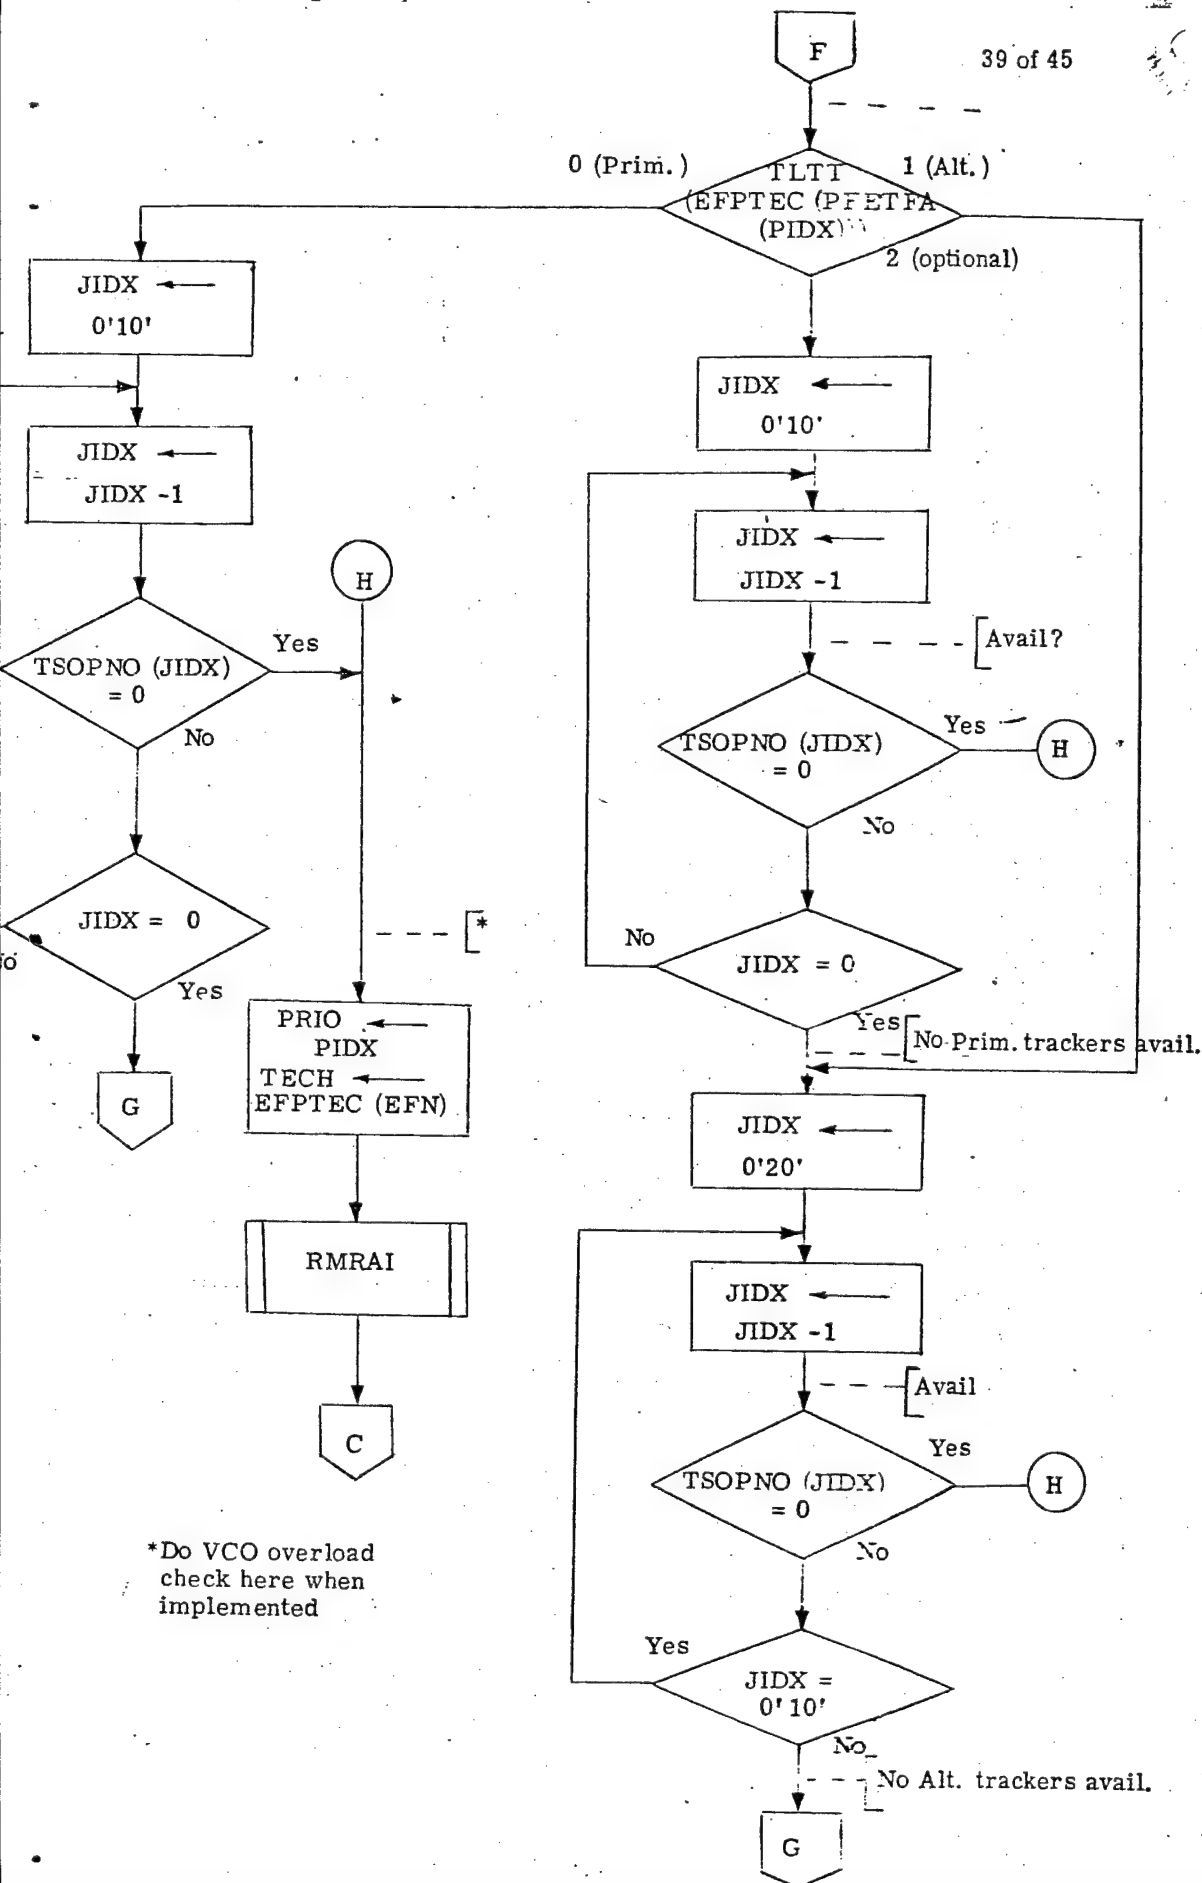 F
39 of 45
0 (Prim.)
TLTT
1 (Alt.)
(EFPTEC (PFETFA
(PIDX)))
2 (optional)
JIDX ←
0'10'
JIDX ←
JIDX -1
H
TSOPNO (JIDX)
= 0
Yes
No
JIDX = 0
Yes
G
[*
PRIO ←
PIDX
TECH ←
EFPTEC (EFN)
RMRAI
C
*Do VCO overload
check here when
implemented
JIDX ←
0'10'
JIDX ←
JIDX -1
Avail?
TSOPNO (JIDX)
= 0
Yes
H
No
No
JIDX = 0
Yes
No Prim. trackers avail.
JIDX ←
0'20'
JIDX ←
JIDX -1
Avail
TSOPNO (JIDX)
= 0
Yes
H
No
Yes
JIDX =
0'10'
No
No Alt. trackers avail.
G